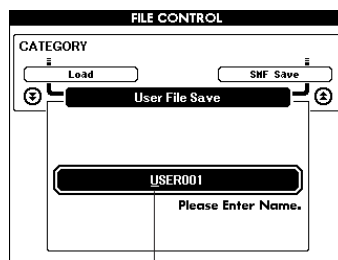 FILE CONTROL
CATEGORY
Load
SMF Save
User File Save
USER001
Please Enter Name.